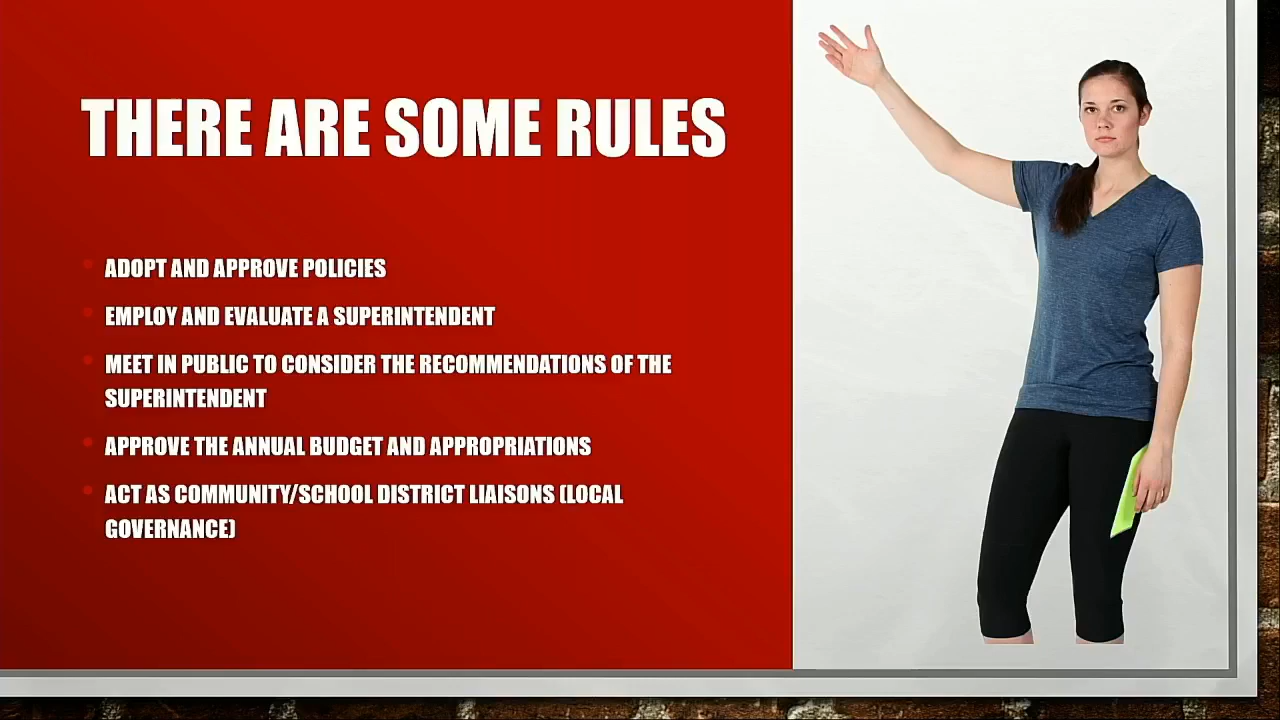 THERE ARE SOME RULES
ADOPT AND APPROVE POLICIES
EMPLOY AND EVALUATE A SUPERINTENDENT
MEET IN PUBLIC TO CONSIDER THE RECOMMENDATIONS OF THE
SUPERINTENDENT
APPROVE THE ANNUAL BUDGET AND APPROPRIATIONS
ACT AS COMMUNITY/SCHOOL DISTRICT LIAISONS (LOCAL
GOVERNANCE)